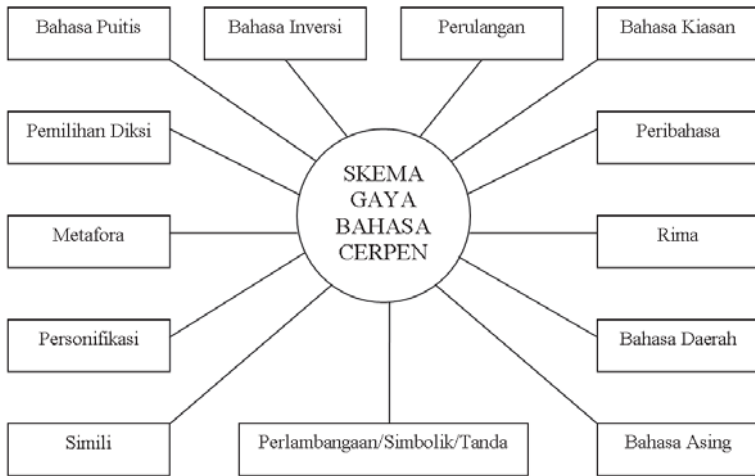 Bahasa Puitis
Bahasa Inversi
Perulangan
Bahasa Kiasan
Pemilihan Diksi
Peribahasa
SKEMA
GAYA
BAHASA
CERPEN
Metafora
Rima
Personifikasi
Bahasa Daerah
Simili
Perlambangaan/Simbolik/Tanda
Bahasa Asing